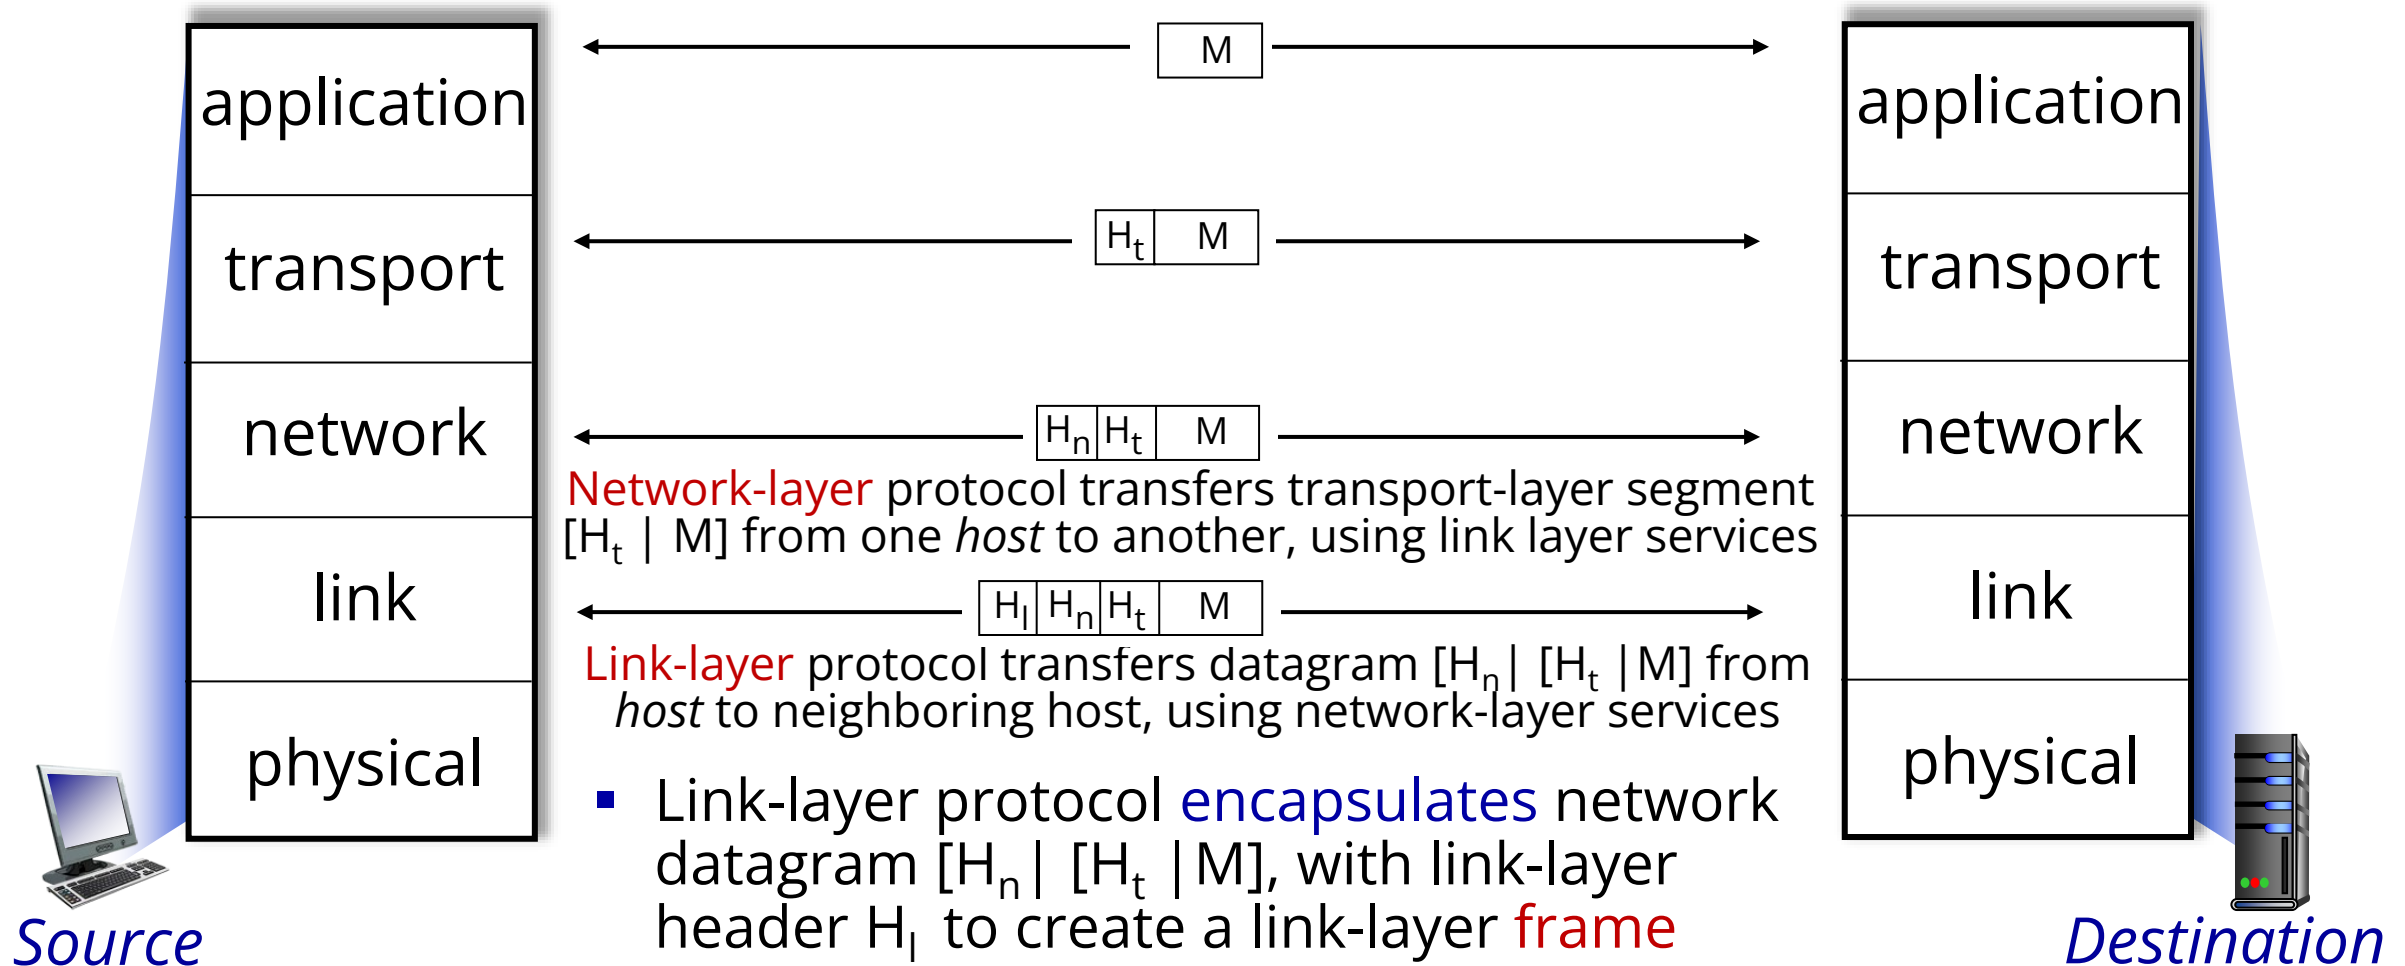 application
M
application
transport
Hₜ M
transport
network
Hₙ Hₜ M
network
Network-layer protocol transfers transport-layer segment
[Hₜ | M] from one host to another, using link layer services
link
Hₗ Hₙ Hₜ M
link
Link-layer protocol transfers datagram [Hₙ| [Hₜ |M] from
host to neighboring host, using network-layer services
physical
physical
▪ Link-layer protocol encapsulates network
datagram [Hₙ| [Hₜ |M], with link-layer
header Hₗ to create a link-layer frame
Source
Destination